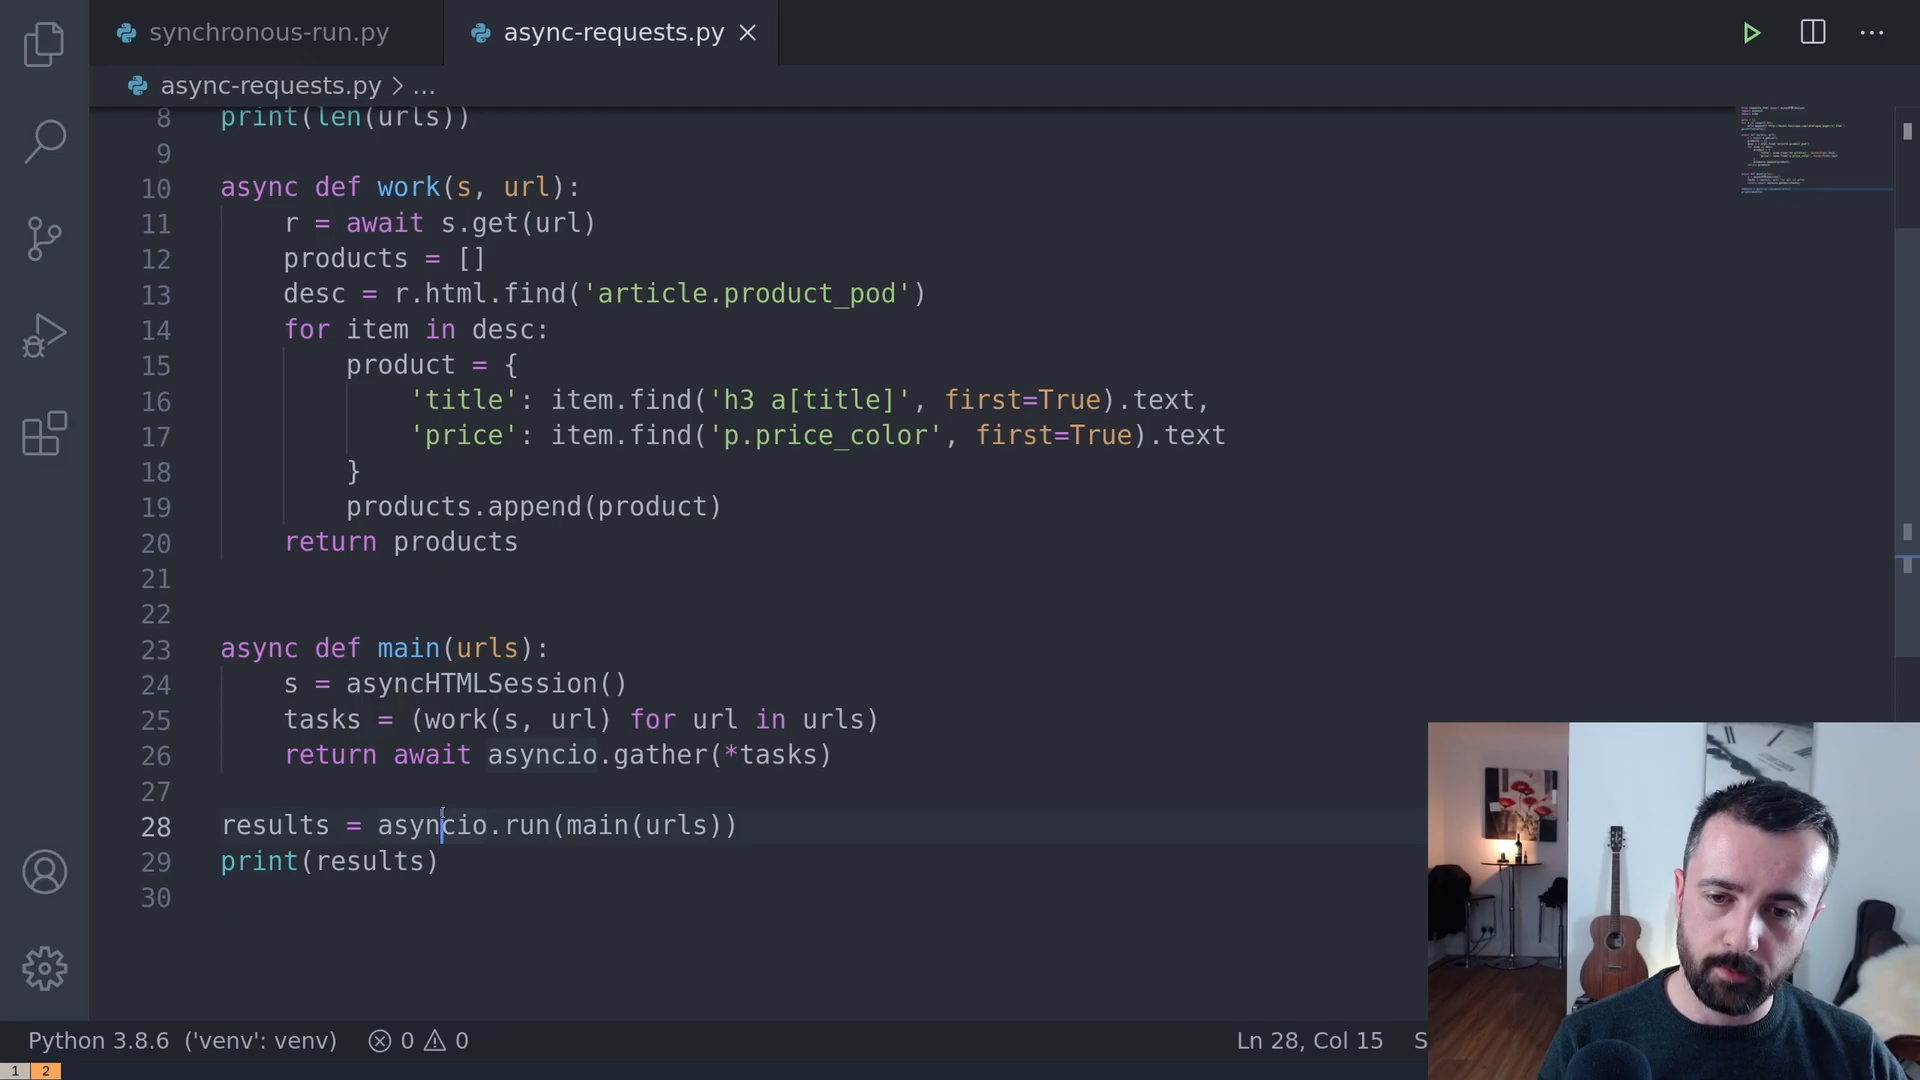 synchronous-run.py
async-requests.py
async-requests.py > ...
8 print(len(urls))
9
10 async def work(s, url):
11 r = await s.get(url)
12 products = []
13 desc = r.html.find('article.product_pod')
14 for item in desc:
15 product = {
16 'title': item.find('h3 a[title]', first=True).text,
17 'price': item.find('p.price_color', first=True).text
18 }
19 products.append(product)
20 return products
21
22
23 async def main(urls):
24 s = asyncHTMLSession()
25 tasks = (work(s, url) for url in urls)
26 return await asyncio.gather(*tasks)
27
28 results = asyncio.run(main(urls))
29 print(results)
30
Python 3.8.6 ('venv': venv) 0 0 Ln 28, Col 15 S
1 2